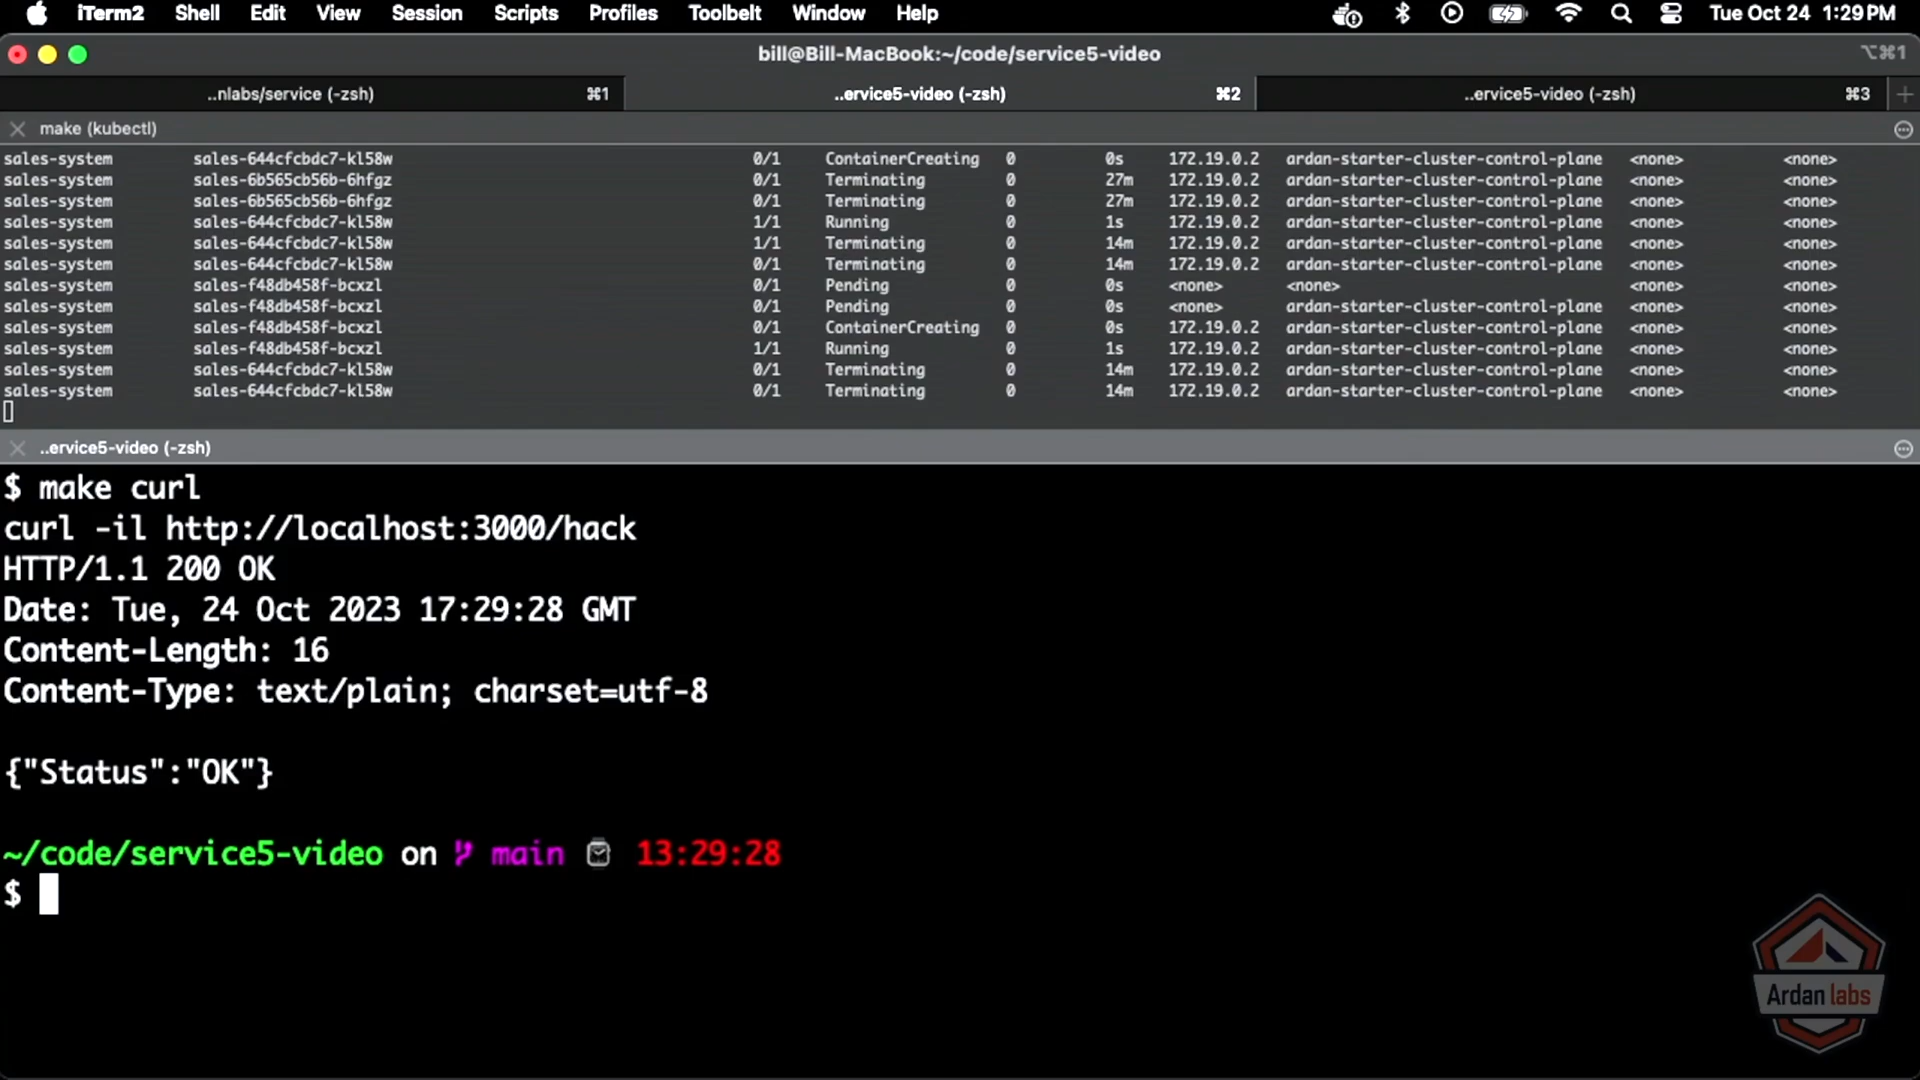 iTerm2 Shell Edit View Session Scripts Profiles Toolbelt Window Help Tue Oct 24 1:29 PM
bill@Bill-MacBook:~/code/service5-video ⌥⌘1
..nlabs/service (-zsh) ⌘1 ..ervice5-video (-zsh) ⌘2 ..ervice5-video (-zsh) ⌘3 +
make (kubectl)
sales-system sales-644cfcbdc7-kl58w 0/1 ContainerCreating 0 0s 172.19.0.2 ardan-starter-cluster-control-plane <none> <none>
sales-system sales-6b565cb56b-6hfgz 0/1 Terminating 0 27m 172.19.0.2 ardan-starter-cluster-control-plane <none> <none>
sales-system sales-6b565cb56b-6hfgz 0/1 Terminating 0 27m 172.19.0.2 ardan-starter-cluster-control-plane <none> <none>
sales-system sales-644cfcbdc7-kl58w 1/1 Running 0 1s 172.19.0.2 ardan-starter-cluster-control-plane <none> <none>
sales-system sales-644cfcbdc7-kl58w 1/1 Terminating 0 14m 172.19.0.2 ardan-starter-cluster-control-plane <none> <none>
sales-system sales-644cfcbdc7-kl58w 0/1 Terminating 0 14m 172.19.0.2 ardan-starter-cluster-control-plane <none> <none>
sales-system sales-f48db458f-bcxzl 0/1 Pending 0 0s <none> <none> <none> <none>
sales-system sales-f48db458f-bcxzl 0/1 Pending 0 0s <none> ardan-starter-cluster-control-plane <none> <none>
sales-system sales-f48db458f-bcxzl 0/1 ContainerCreating 0 0s 172.19.0.2 ardan-starter-cluster-control-plane <none> <none>
sales-system sales-f48db458f-bcxzl 1/1 Running 0 1s 172.19.0.2 ardan-starter-cluster-control-plane <none> <none>
sales-system sales-644cfcbdc7-kl58w 0/1 Terminating 0 14m 172.19.0.2 ardan-starter-cluster-control-plane <none> <none>
sales-system sales-644cfcbdc7-kl58w 0/1 Terminating 0 14m 172.19.0.2 ardan-starter-cluster-control-plane <none> <none>
..ervice5-video (-zsh)
$ make curl
curl -il http://localhost:3000/hack
HTTP/1.1 200 OK
Date: Tue, 24 Oct 2023 17:29:28 GMT
Content-Length: 16
Content-Type: text/plain; charset=utf-8
{"Status":"OK"}
~/code/service5-video on main 13:29:28
$
Ardan labs